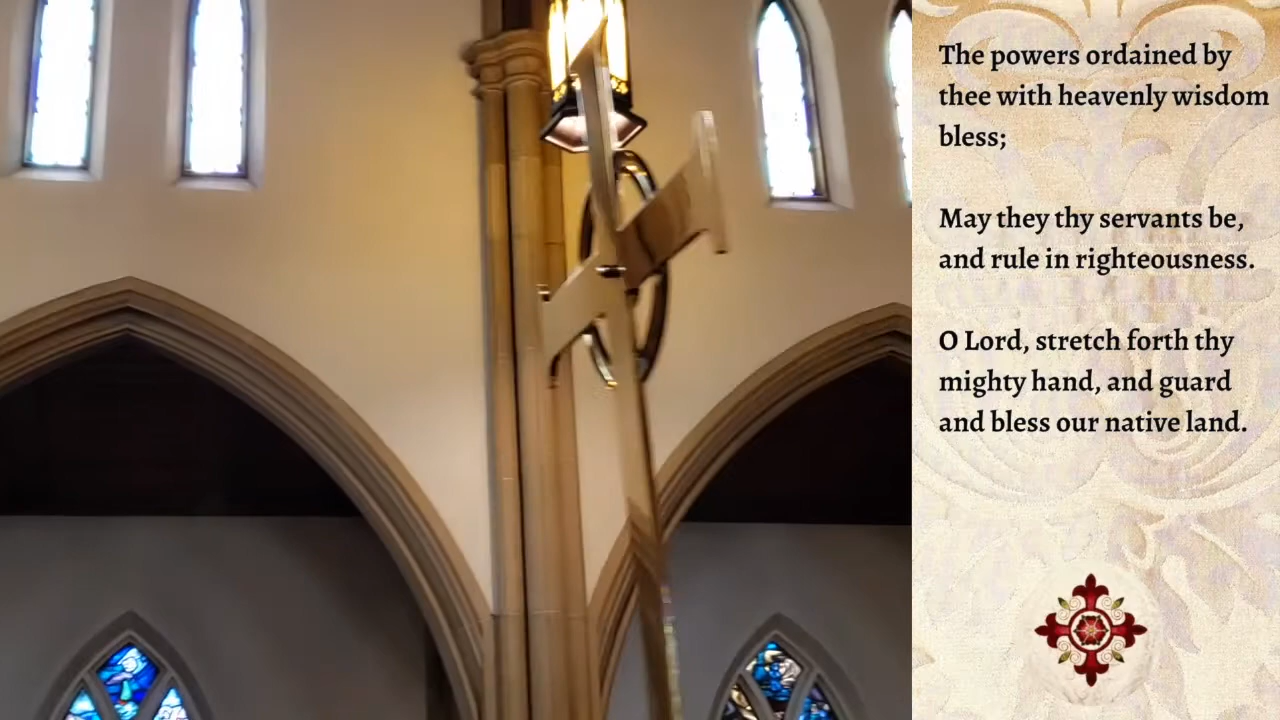 The powers ordained by
thee with heavenly wisdom
bless;
May they thy servants be,
and rule in righteousness.
O Lord, stretch forth thy
mighty hand, and guard
and bless our native land.